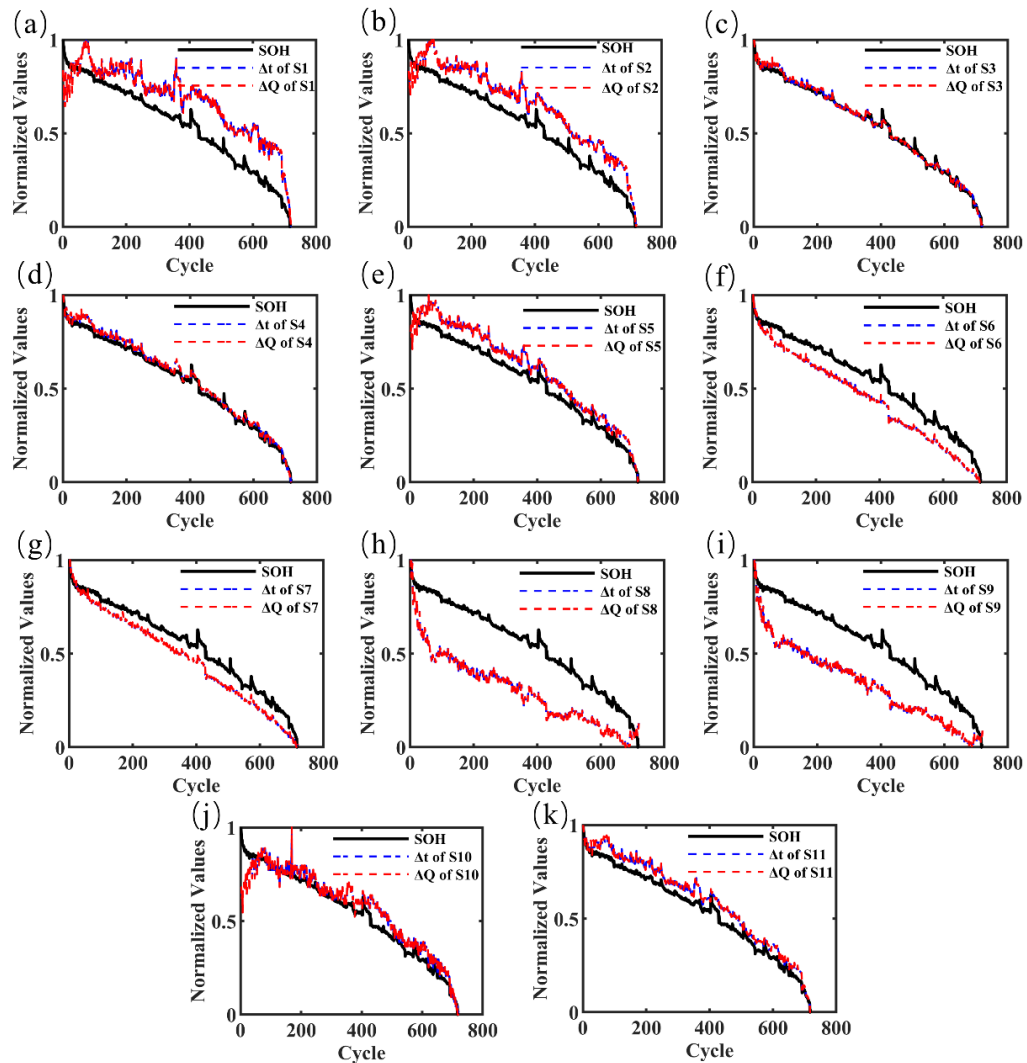 (a)
Normalized Values
1
0.5
0
SOH
Δt of S1
ΔQ of S1
0 200 400 600 800
Cycle
(b)
Normalized Values
1
0.5
0
SOH
Δt of S2
ΔQ of S2
0 200 400 600 800
Cycle
(c)
Normalized Values
1
0.5
0
SOH
Δt of S3
ΔQ of S3
0 200 400 600 800
Cycle
(d)
Normalized Values
1
0.5
0
SOH
Δt of S4
ΔQ of S4
0 200 400 600 800
Cycle
(e)
Normalized Values
1
0.5
0
SOH
Δt of S5
ΔQ of S5
0 200 400 600 800
Cycle
(f)
Normalized Values
1
0.5
0
SOH
Δt of S6
ΔQ of S6
0 200 400 600 800
Cycle
(g)
Normalized Values
1
0.5
0
SOH
Δt of S7
ΔQ of S7
0 200 400 600 800
Cycle
(h)
Normalized Values
1
0.5
0
SOH
Δt of S8
ΔQ of S8
0 200 400 600 800
Cycle
(i)
Normalized Values
1
0.5
0
SOH
Δt of S9
ΔQ of S9
0 200 400 600 800
Cycle
(j)
Normalized Values
1
0.5
0
SOH
Δt of S10
ΔQ of S10
0 200 400 600 800
Cycle
(k)
Normalized Values
1
0.5
0
SOH
Δt of S11
ΔQ of S11
0 200 400 600 800
Cycle